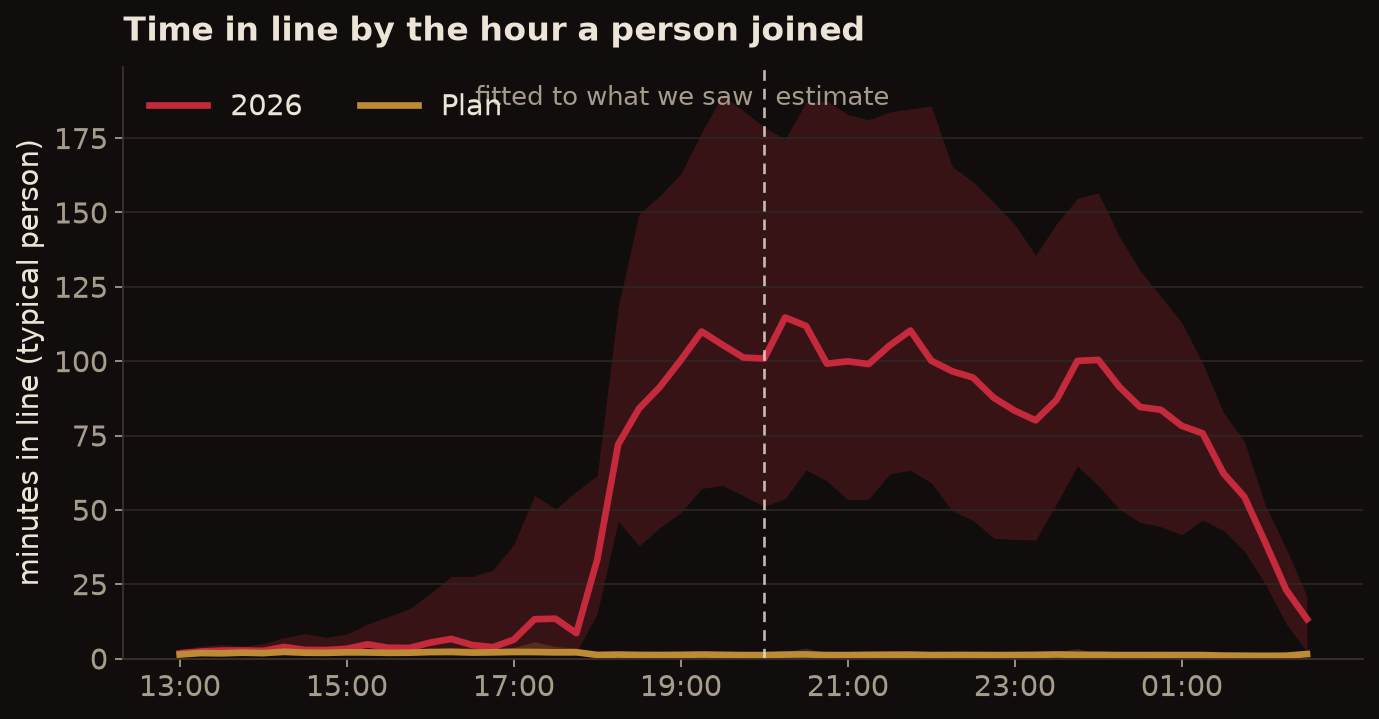 Time in line by the hour a person joined
2026
Plan
fitted to what we saw
estimate
minutes in line (typical person)
175
150
125
100
75
50
25
0
13:00 15:00 17:00 19:00 21:00 23:00 01:00